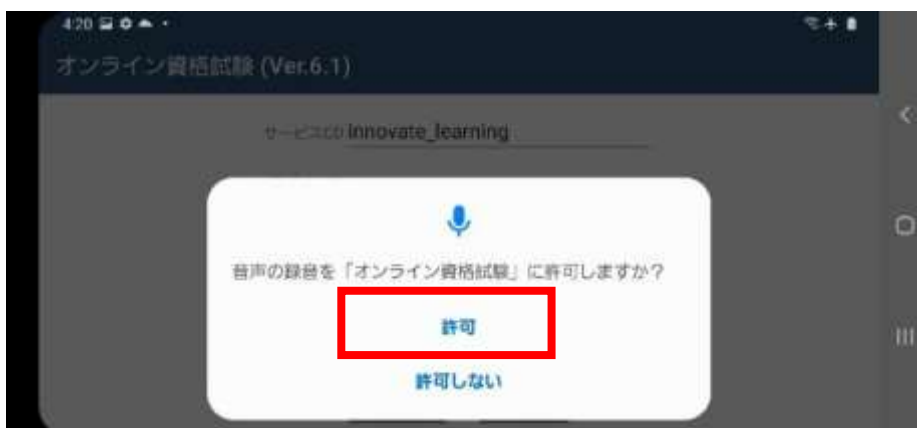 4:20
オンライン資格試験 (Ver.6.1)
サービスCD innovate_learning
音声の録音を「オンライン資格試験」に許可しますか？
許可
許可しない